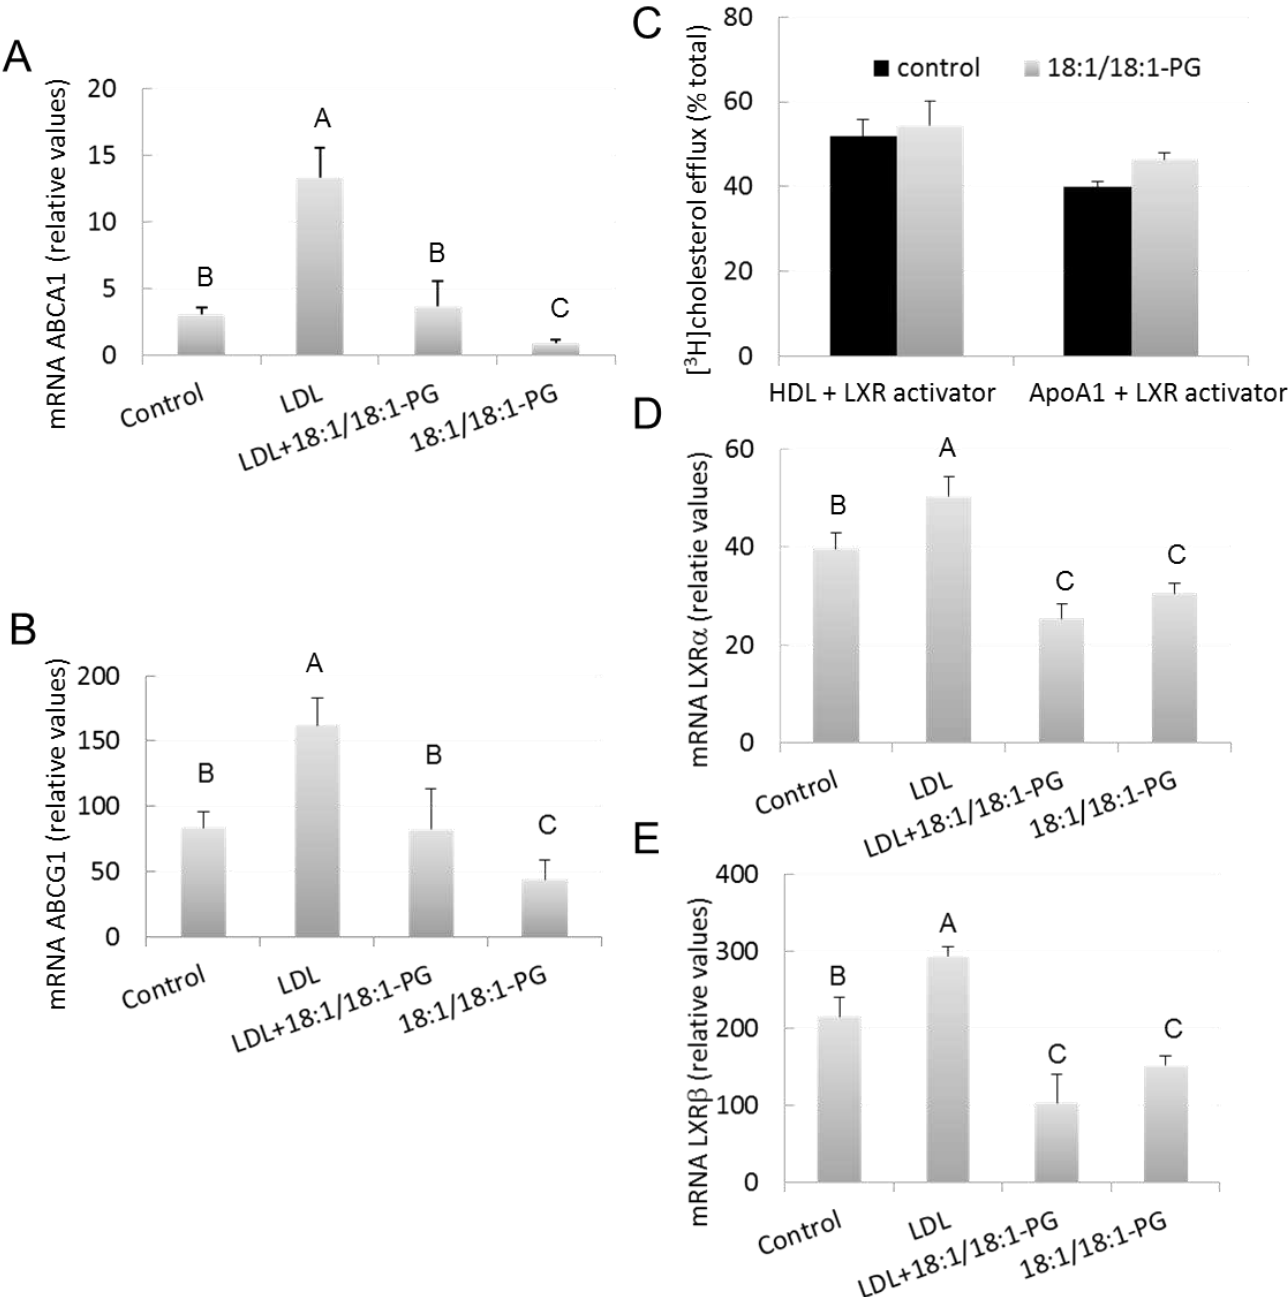 A
mRNA ABCA1 (relative values)
20
15
10
5
0
B
A
B
C
Control
LDL
LDL+18:1/18:1-PG
18:1/18:1-PG
B
mRNA ABCG1 (relative values)
200
150
100
50
0
B
A
B
C
Control
LDL
LDL+18:1/18:1-PG
18:1/18:1-PG
C
[³H]cholesterol efflux (% total)
80
60
40
20
0
control
18:1/18:1-PG
HDL + LXR activator
ApoA1 + LXR activator
D
mRNA LXRα (relatie values)
60
40
20
0
B
A
C
C
Control
LDL
LDL+18:1/18:1-PG
18:1/18:1-PG
E
mRNA LXRβ (relative values)
400
300
200
100
0
B
A
C
C
Control
LDL
LDL+18:1/18:1-PG
18:1/18:1-PG